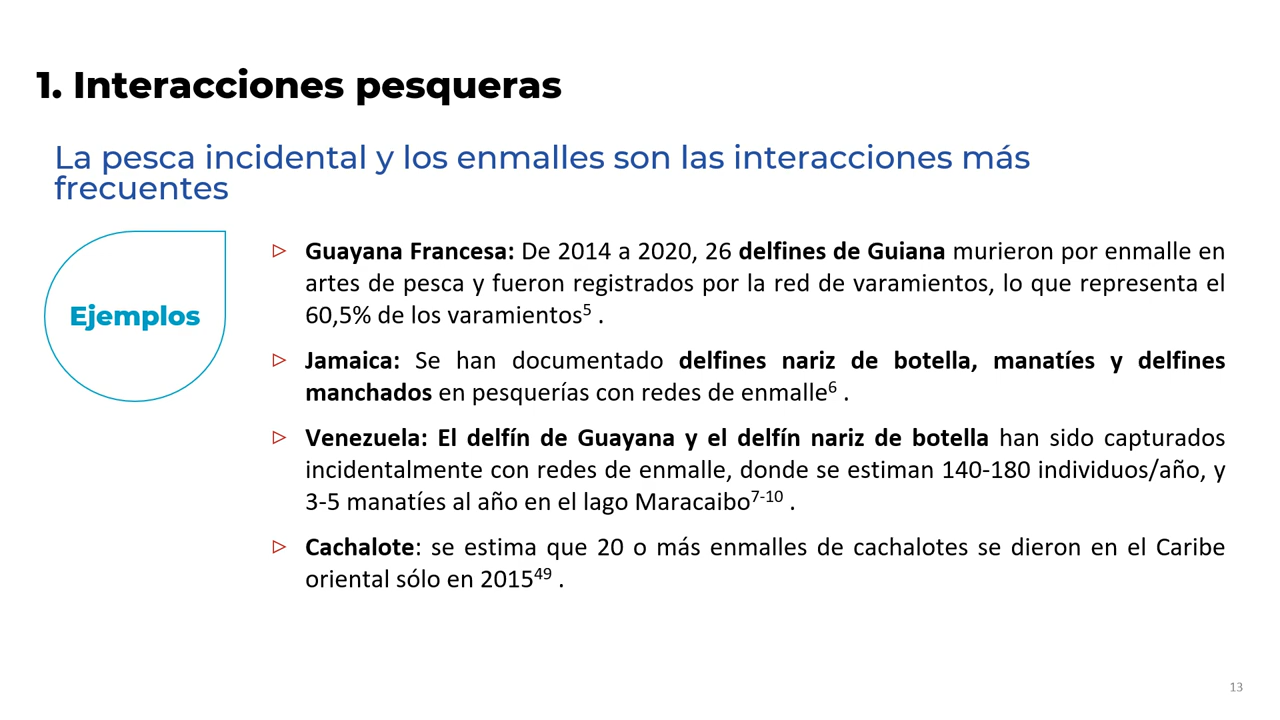 1. Interacciones pesqueras
La pesca incidental y los enmalles son las interacciones más
frecuentes
Ejemplos
Guayana Francesa: De 2014 a 2020, 26 delfines de Guiana murieron por enmalle en
artes de pesca y fueron registrados por la red de varamientos, lo que representa el
60,5% de los varamientos5 .
Jamaica: Se han documentado delfines nariz de botella, manatíes y delfines
manchados en pesquerías con redes de enmalle6 .
Venezuela: El delfín de Guayana y el delfín nariz de botella han sido capturados
incidentalmente con redes de enmalle, donde se estiman 140-180 individuos/año, y
3-5 manatíes al año en el lago Maracaibo7-10 .
Cachalote: se estima que 20 o más enmalles de cachalotes se dieron en el Caribe
oriental sólo en 201549 .
13